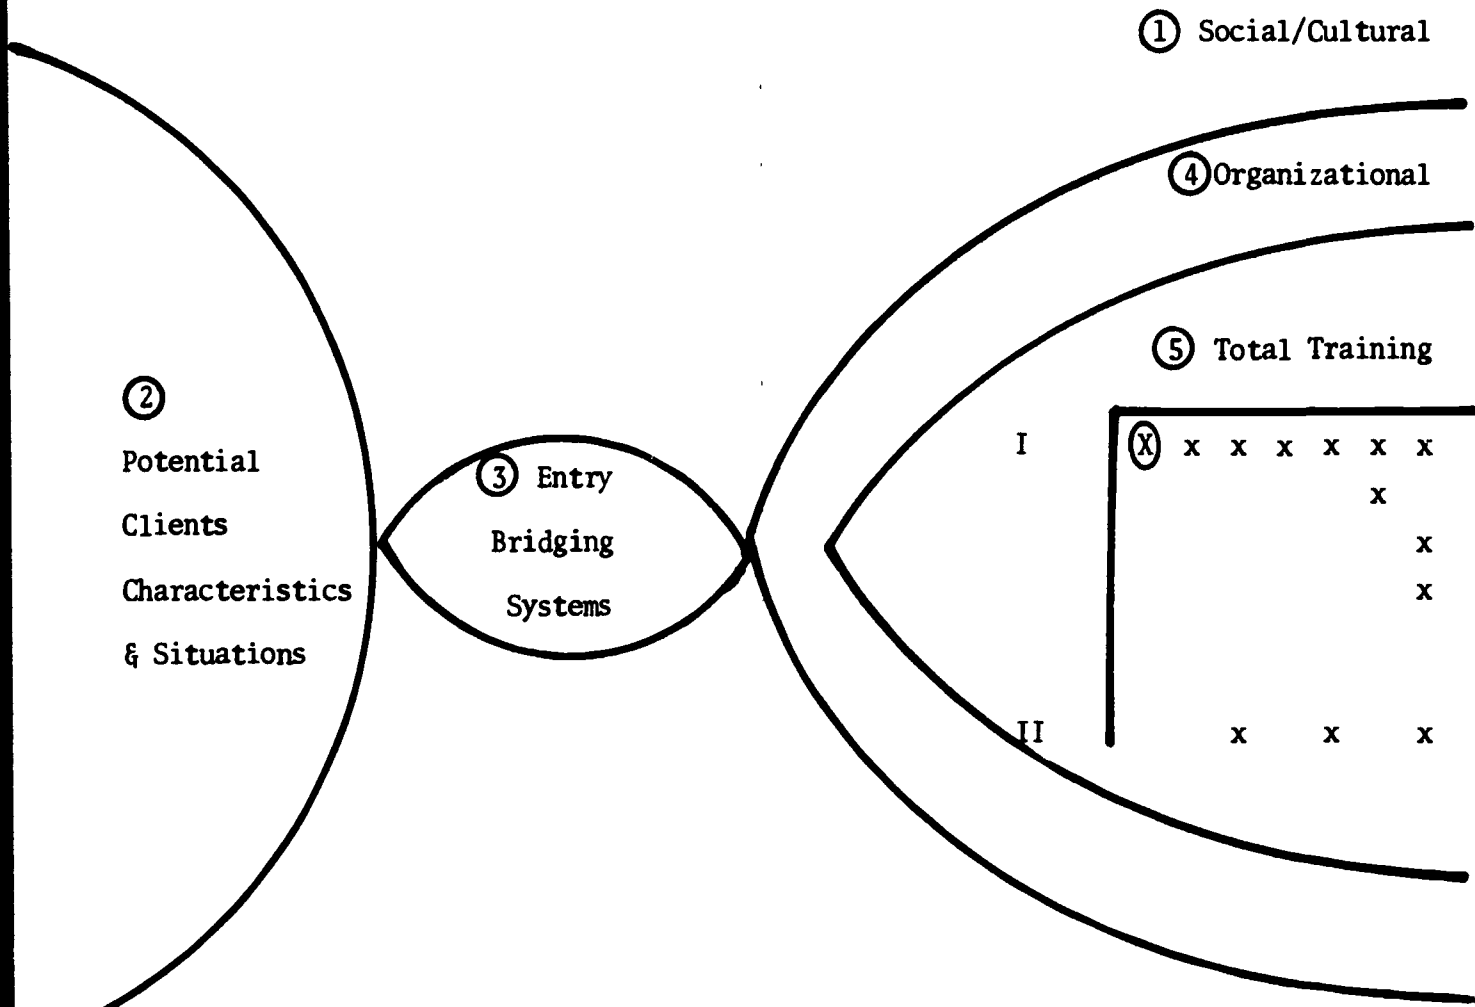 ① Social/Cultural
④ Organizational
⑤ Total Training
②
Potential
Clients
Characteristics
& Situations
③ Entry
Bridging
Systems
I Ⓧ x x x x x x
x
x
x
II x x x